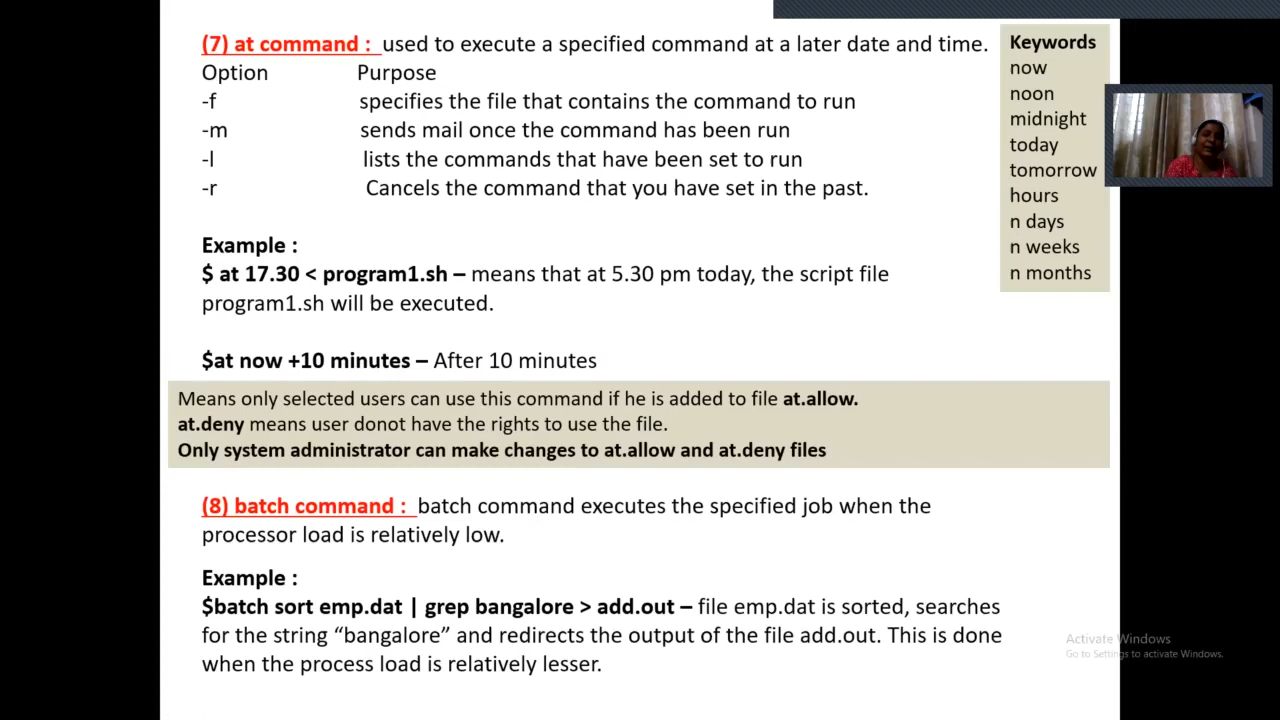 (7) at command : used to execute a specified command at a later date and time.
Option Purpose
-f specifies the file that contains the command to run
-m sends mail once the command has been run
-l lists the commands that have been set to run
-r Cancels the command that you have set in the past.
Keywords
now
noon
midnight
today
tomorrow
hours
n days
n weeks
n months
Example :
$ at 17.30 < program1.sh – means that at 5.30 pm today, the script file
program1.sh will be executed.
$at now +10 minutes – After 10 minutes
Means only selected users can use this command if he is added to file at.allow.
at.deny means user donot have the rights to use the file.
Only system administrator can make changes to at.allow and at.deny files
(8) batch command : batch command executes the specified job when the
processor load is relatively low.
Example :
$batch sort emp.dat | grep bangalore > add.out – file emp.dat is sorted, searches
for the string “bangalore” and redirects the output of the file add.out. This is done
when the process load is relatively lesser.
Activate Windows
Go to Settings to activate Windows.